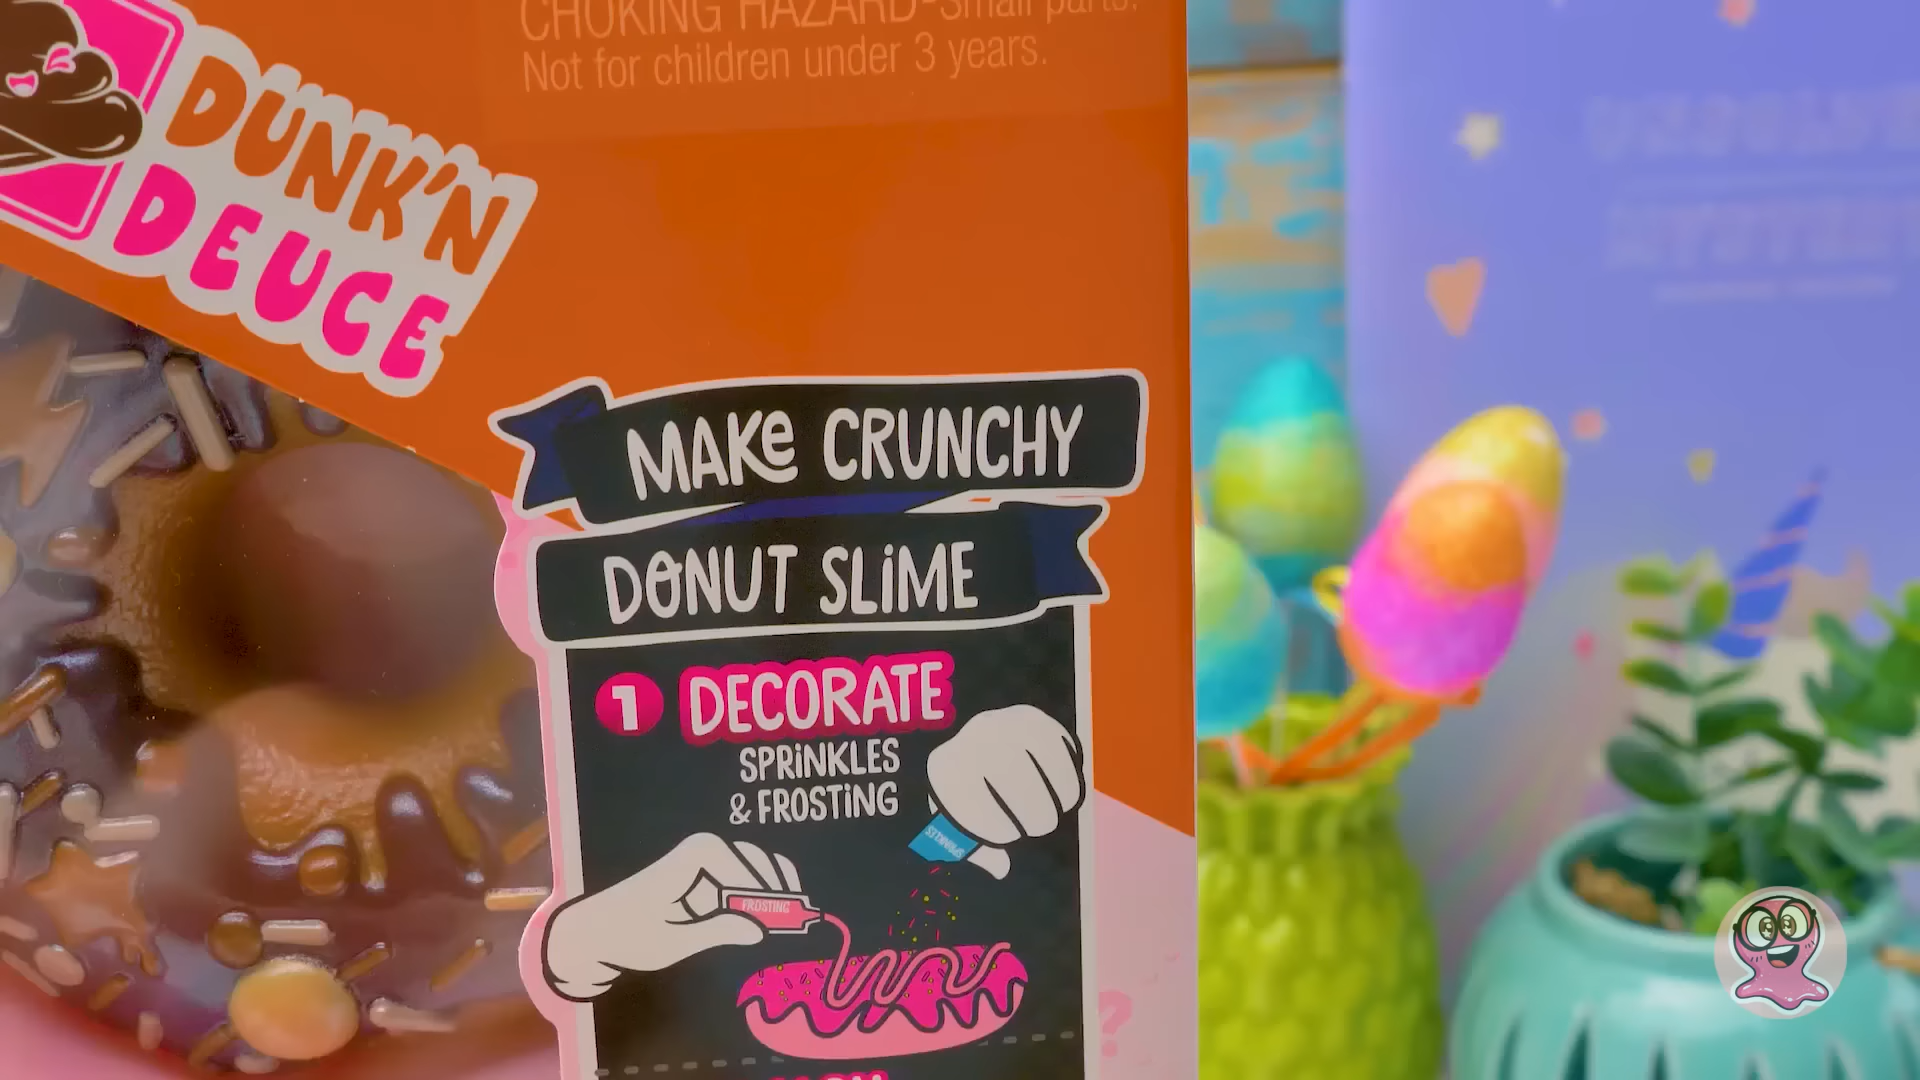 CHOKING HAZARD-Small parts.
Not for children under 3 years.
DUNK'N
DEUCE
MAKE CRUNCHY
DONUT SLIME
1 DECORATE
SPRINKLES
& FROSTING
SPRINKLES
FROSTING